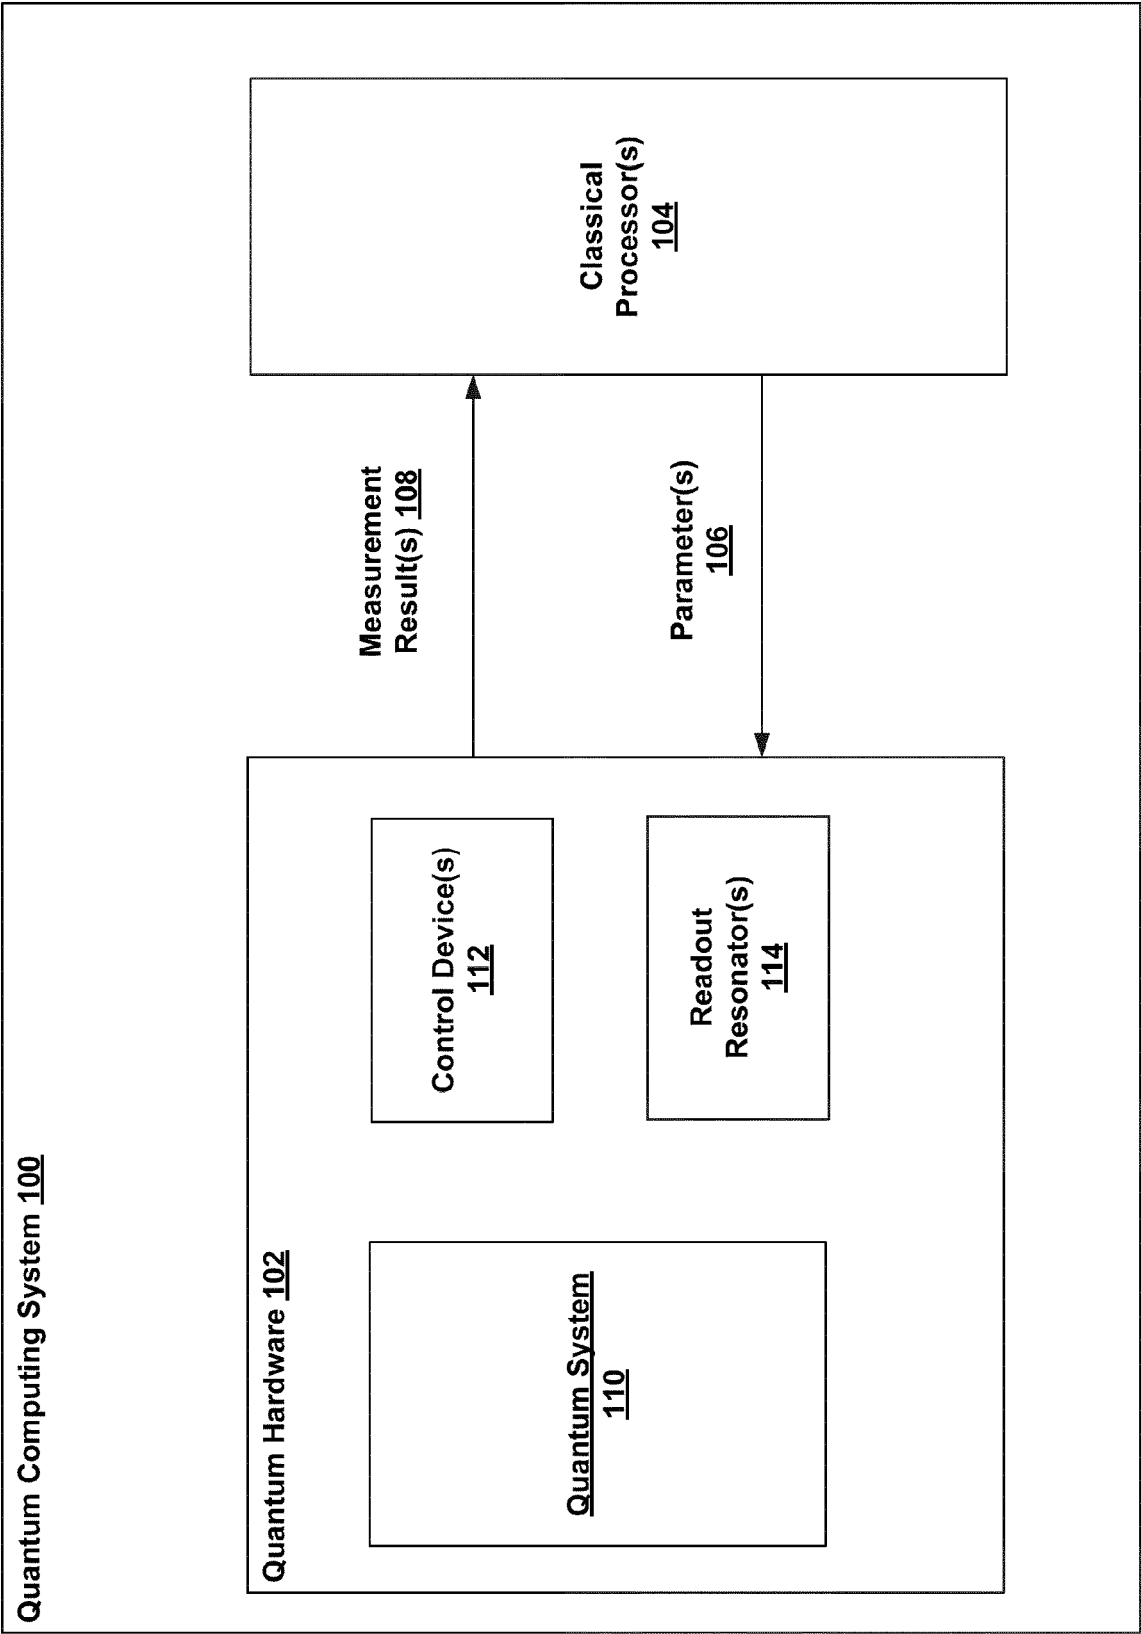 Quantum Computing System 100
Quantum Hardware 102
Quantum System
110
Control Device(s)
112
Readout
Resonator(s)
114
Measurement
Result(s) 108
Parameter(s)
106
Classical
Processor(s)
104